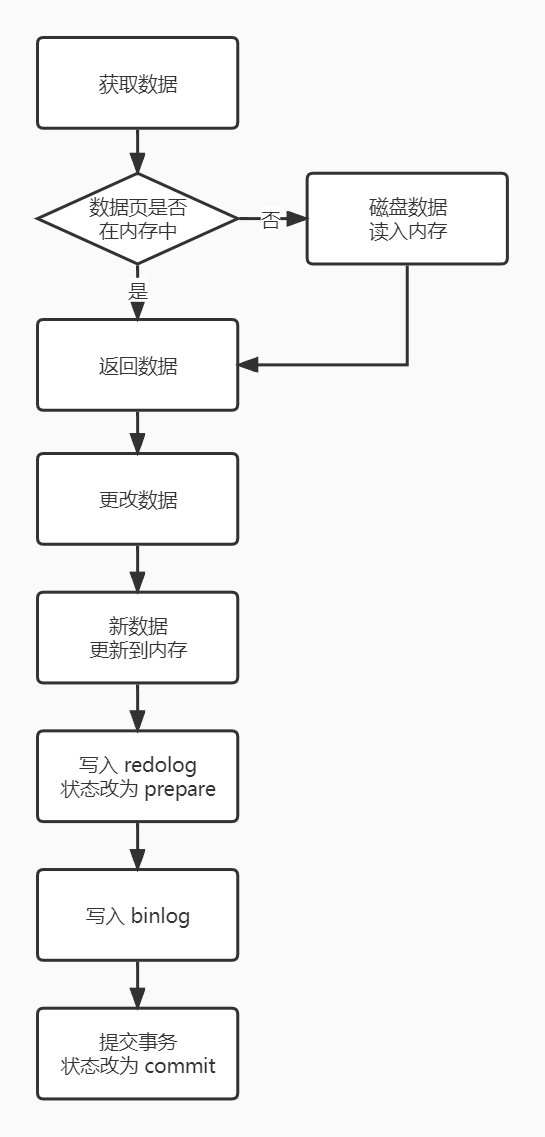 获取数据
数据页是否
在内存中
否
磁盘数据
读入内存
是
返回数据
更改数据
新数据
更新到内存
写入 redolog
状态改为 prepare
写入 binlog
提交事务
状态改为 commit